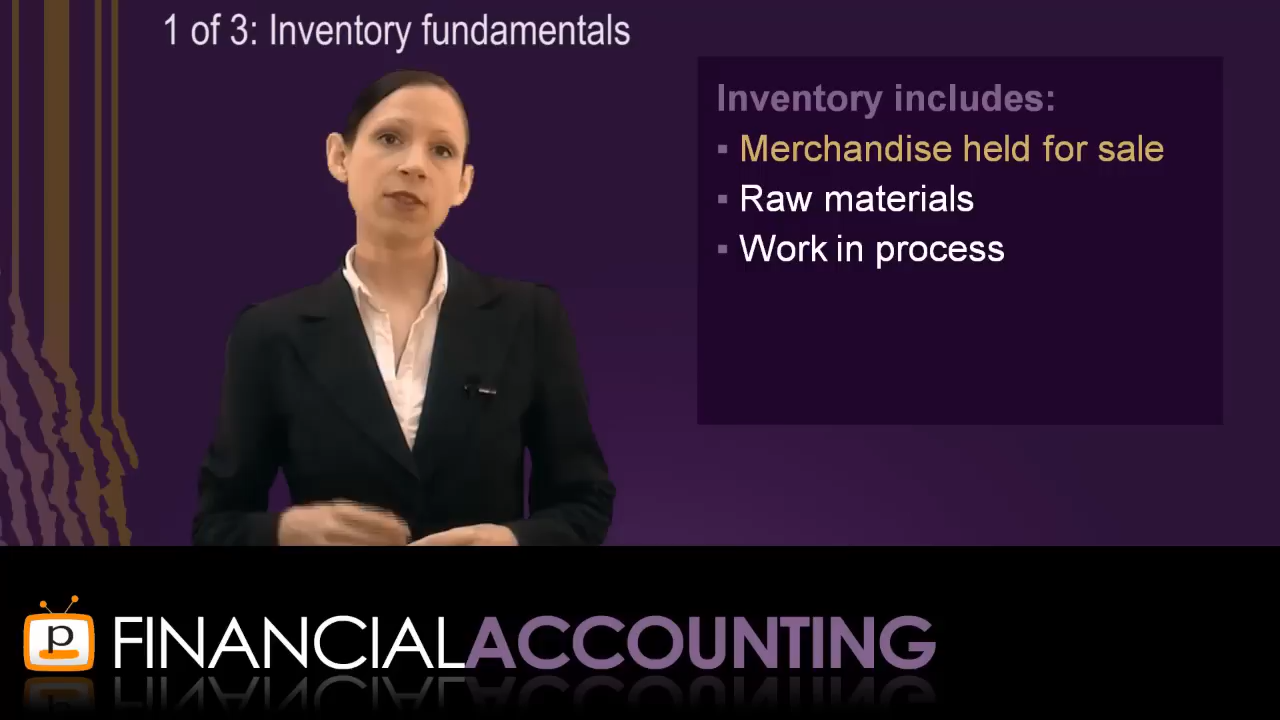 1 of 3: Inventory fundamentals
Inventory includes:
▪ Merchandise held for sale
▪ Raw materials
▪ Work in process
p
FINANCIALACCOUNTING